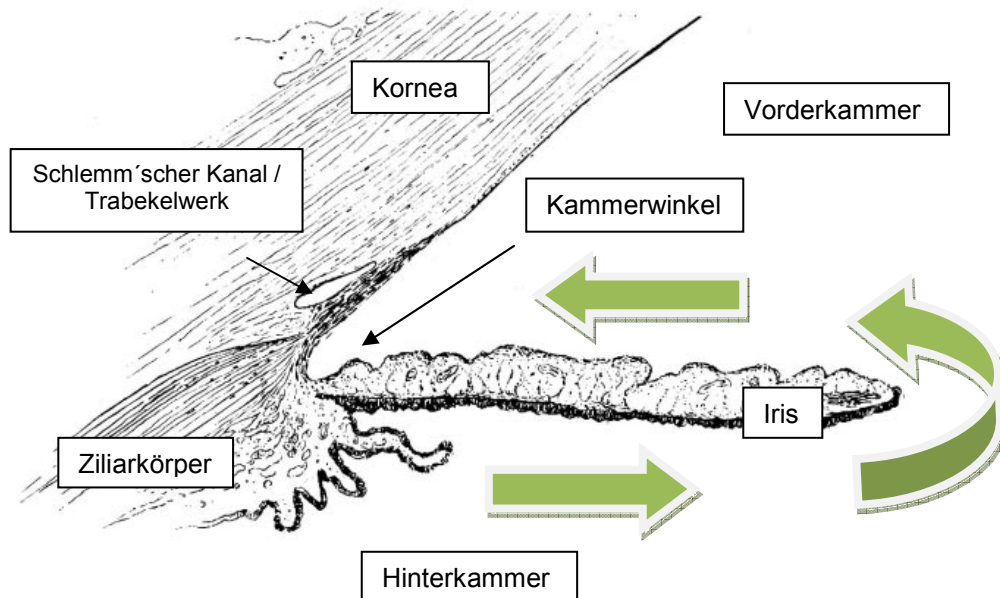 Kornea
Vorderkammer
Schlemm´scher Kanal /
Trabekelwerk
Kammerwinkel
Iris
Ziliarkörper
Hinterkammer